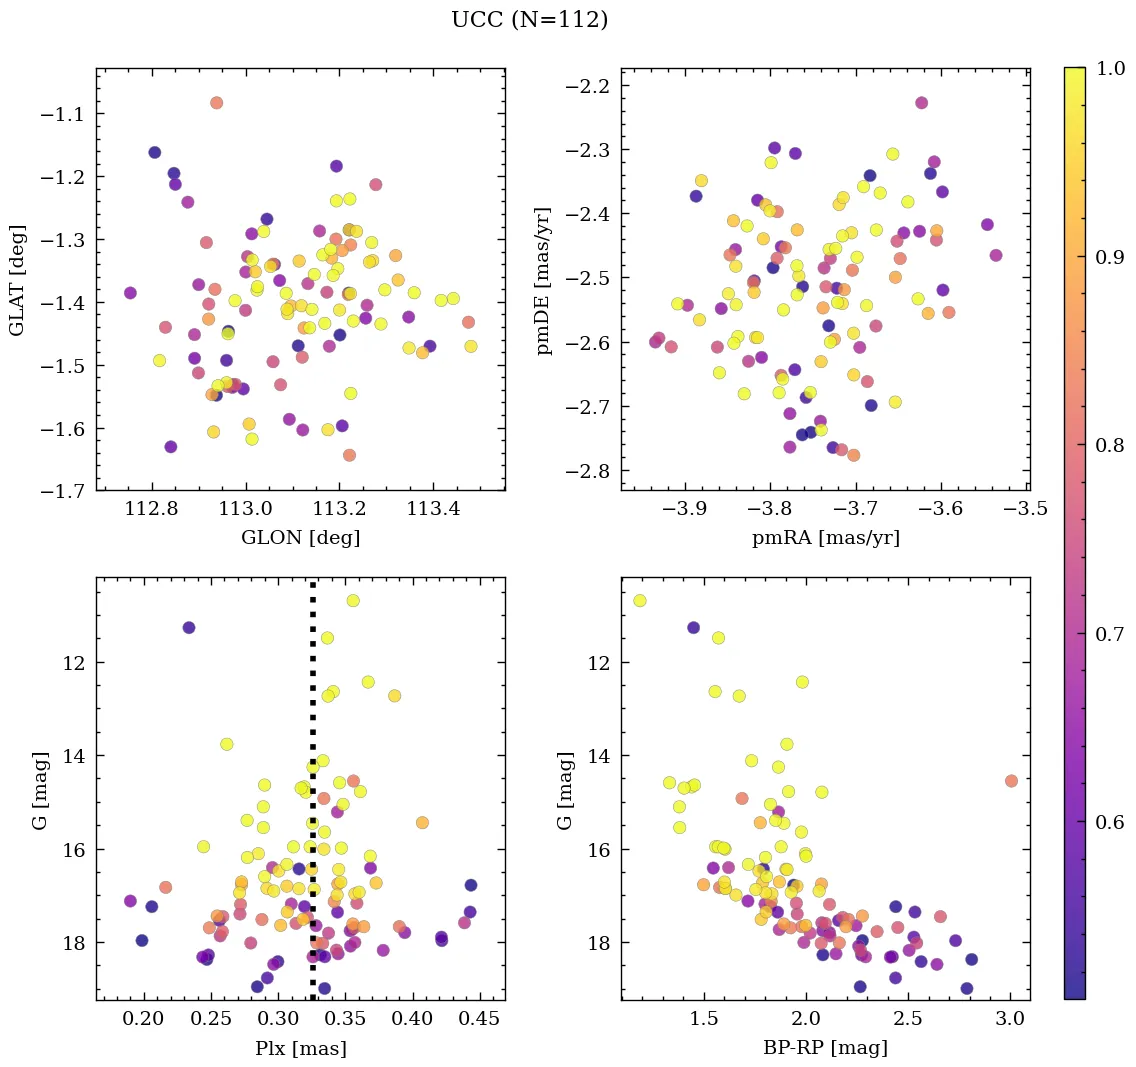 UCC (N=112)
−1.1
−1.2
−1.3
−1.4
−1.5
−1.6
−1.7
GLAT [deg]
112.8 113.0 113.2 113.4
GLON [deg]
−2.2
−2.3
−2.4
−2.5
−2.6
−2.7
−2.8
pmDE [mas/yr]
−3.9 −3.8 −3.7 −3.6 −3.5
pmRA [mas/yr]
12
14
16
18
G [mag]
0.20 0.25 0.30 0.35 0.40 0.45
Plx [mas]
12
14
16
18
G [mag]
1.5 2.0 2.5 3.0
BP-RP [mag]
1.0
0.9
0.8
0.7
0.6